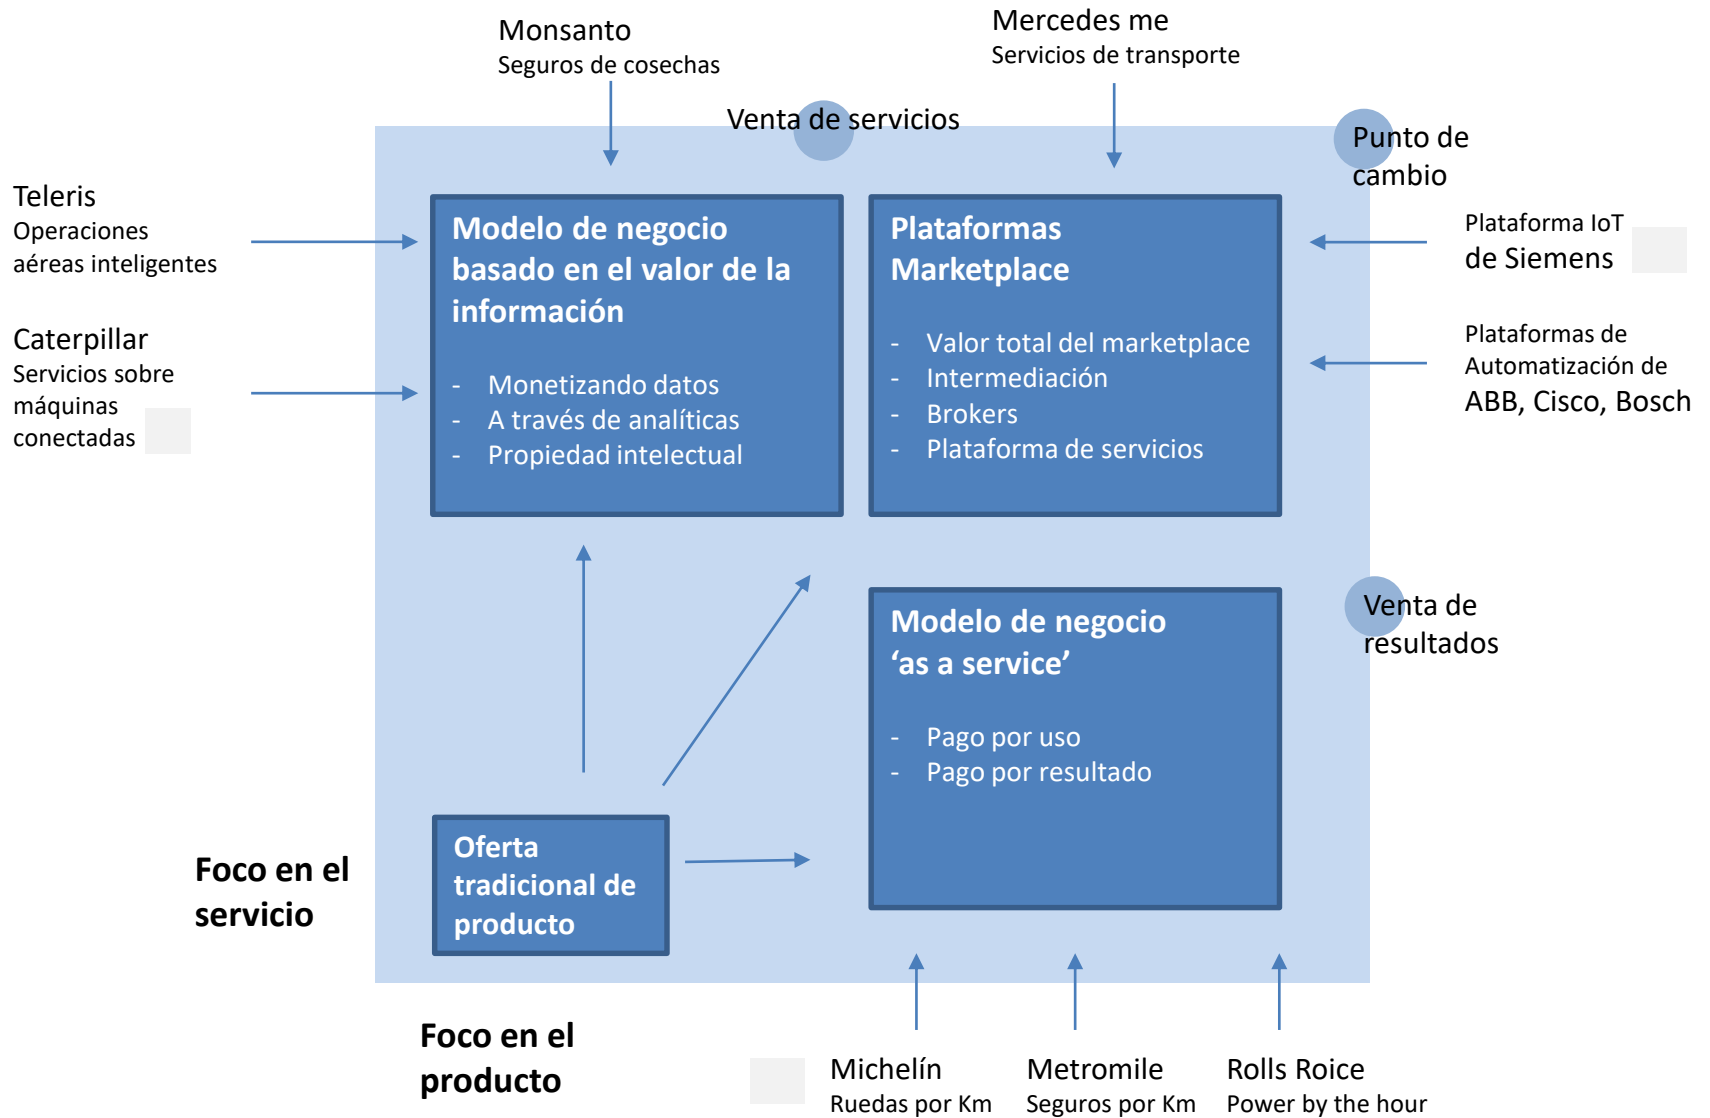 Monsanto
Seguros de cosechas
Mercedes me
Servicios de transporte
Venta de servicios
Punto de
cambio
Teleris
Operaciones
aéreas inteligentes
Caterpillar
Servicios sobre
máquinas
conectadas
Modelo de negocio
basado en el valor de la
información
- Monetizando datos
- A través de analíticas
- Propiedad intelectual
Plataformas
Marketplace
- Valor total del marketplace
- Intermediación
- Brokers
- Plataforma de servicios
Plataforma IoT
de Siemens
Plataformas de
Automatización de
ABB, Cisco, Bosch
Modelo de negocio
‘as a service’
- Pago por uso
- Pago por resultado
Venta de
resultados
Oferta
tradicional de
producto
Foco en el
servicio
Foco en el
producto
Michelín
Ruedas por Km
Metromile
Seguros por Km
Rolls Roice
Power by the hour